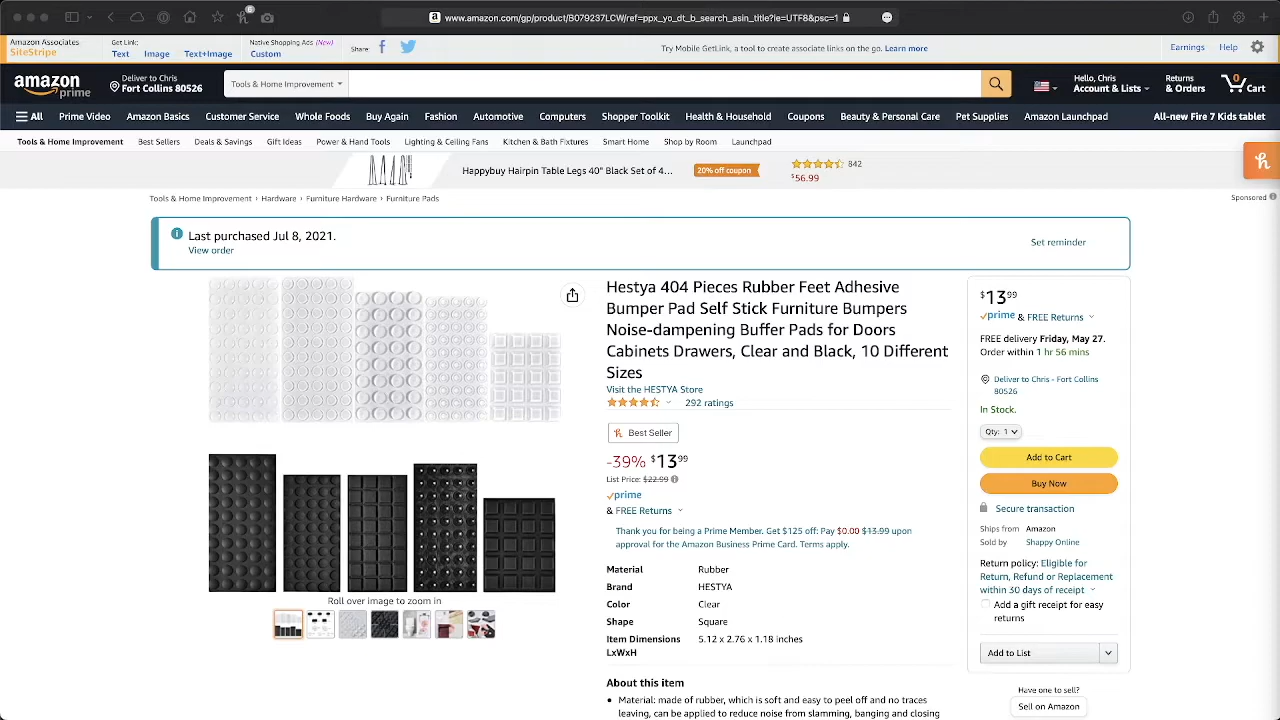 www.amazon.com/gp/product/B079237LCW/ref=ppx_yo_dt_b_search_asin_title?ie=UTF8&psc=1
6
Amazon Associates
SiteStripe
Get Link:
Text Image Text+Image
Native Shopping Ads (New)
Custom
Share:
Try Mobile GetLink, a tool to create associate links on the go. Learn more
Earnings Help
amazon
prime
Deliver to Chris
Fort Collins 80526
Tools & Home Improvement
Hello, Chris
Account & Lists
Returns
& Orders
0
Cart
All Prime Video Amazon Basics Customer Service Whole Foods Buy Again Fashion Automotive Computers Shopper Toolkit Health & Household Coupons Beauty & Personal Care Pet Supplies Amazon Launchpad All-new Fire 7 Kids tablet
Tools & Home Improvement Best Sellers Deals & Savings Gift Ideas Power & Hand Tools Lighting & Ceiling Fans Kitchen & Bath Fixtures Smart Home Shop by Room Launchpad
Happybuy Hairpin Table Legs 40" Black Set of 4...
20% off coupon
842
$56.99
Tools & Home Improvement › Hardware › Furniture Hardware › Furniture Pads
Sponsored
Last purchased Jul 8, 2021.
View order
Set reminder
Hestya 404 Pieces Rubber Feet Adhesive
Bumper Pad Self Stick Furniture Bumpers
Noise-dampening Buffer Pads for Doors
Cabinets Drawers, Clear and Black, 10 Different
Sizes
Visit the HESTYA Store
292 ratings
Best Seller
-39% $13 99
List Price: $22.99
prime
& FREE Returns
Thank you for being a Prime Member. Get $125 off: Pay $0.00 $13.99 upon
approval for the Amazon Business Prime Card. Terms apply.
Material Rubber
Brand HESTYA
Color Clear
Shape Square
Item Dimensions 5.12 x 2.76 x 1.18 inches
LxWxH
About this item
• Material: made of rubber, which is soft and easy to peel off and no traces
leaving, can be applied to reduce noise from slamming, banging and closing
Roll over image to zoom in
$13 99
prime & FREE Returns
FREE delivery Friday, May 27.
Order within 1 hr 56 mins
Deliver to Chris - Fort Collins
80526
In Stock.
Qty: 1
Add to Cart
Buy Now
Secure transaction
Ships from Amazon
Sold by Shappy Online
Return policy: Eligible for
Return, Refund or Replacement
within 30 days of receipt
Add a gift receipt for easy
returns
Add to List
Have one to sell?
Sell on Amazon